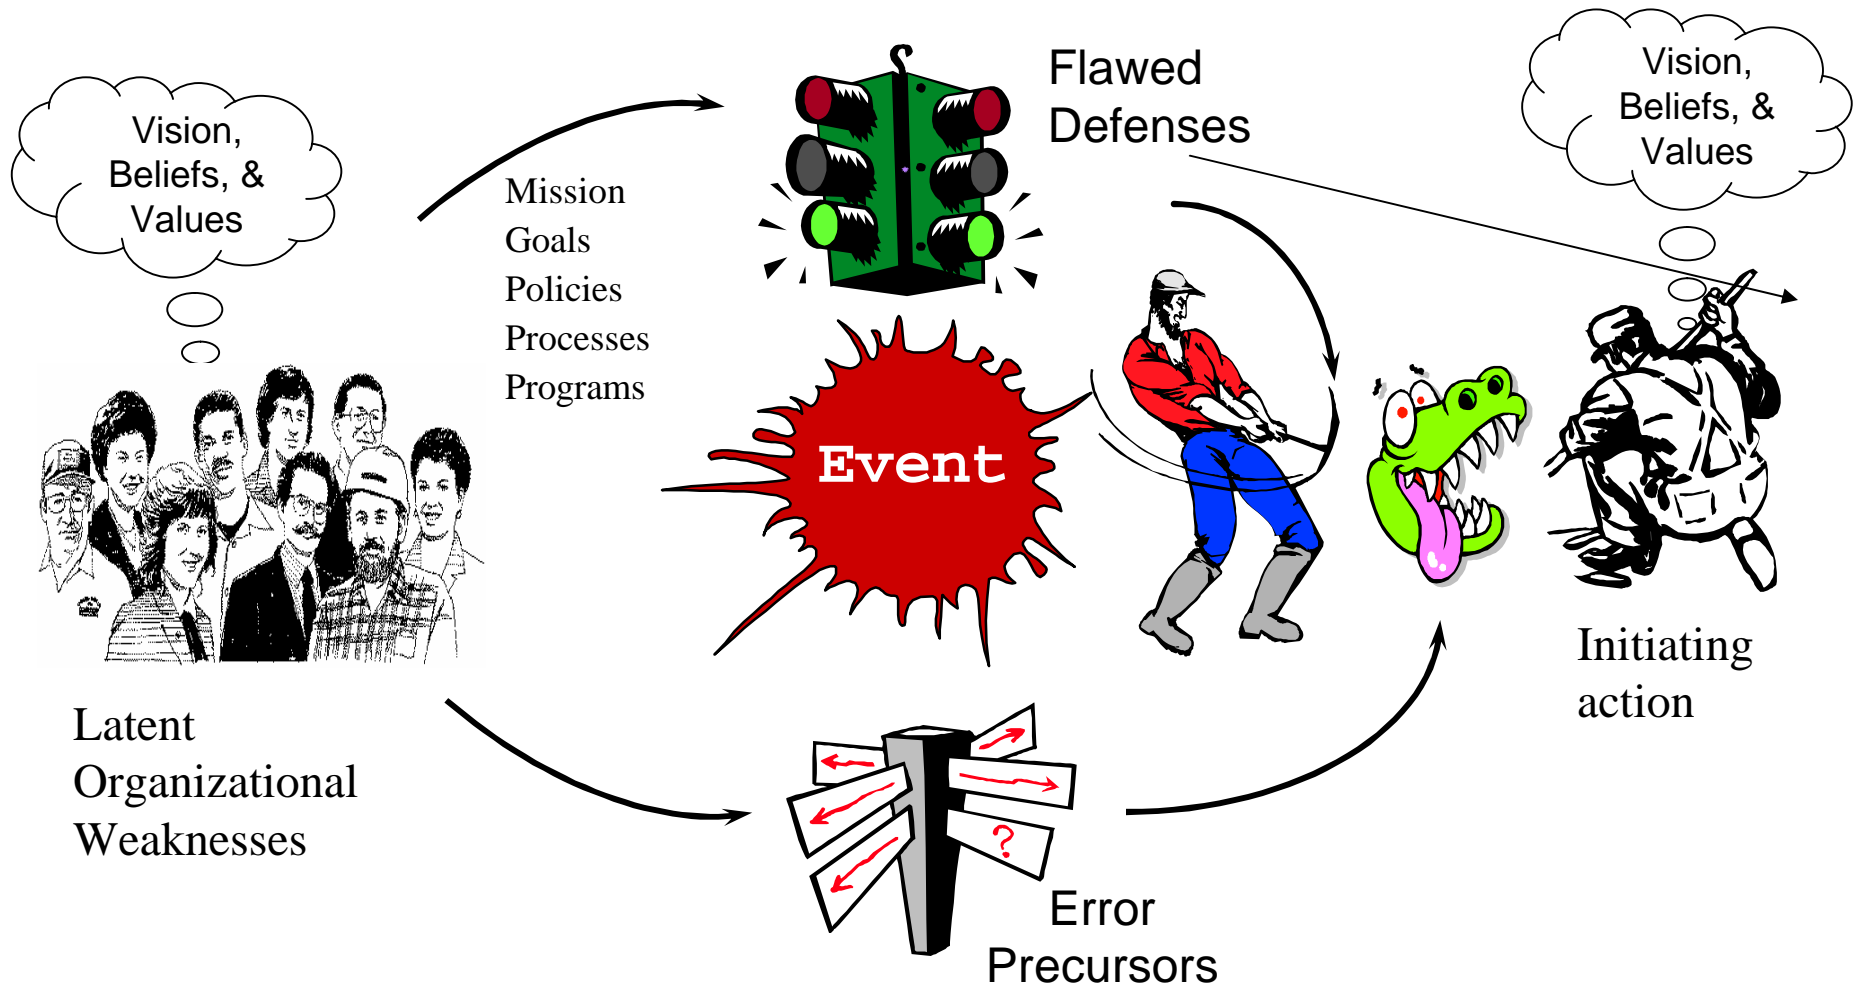 Vision,
Beliefs, &
Values
Mission
Goals
Policies
Processes
Programs
Flawed
Defenses
Vision,
Beliefs, &
Values
Event
Latent
Organizational
Weaknesses
?
Error
Precursors
Initiating
action